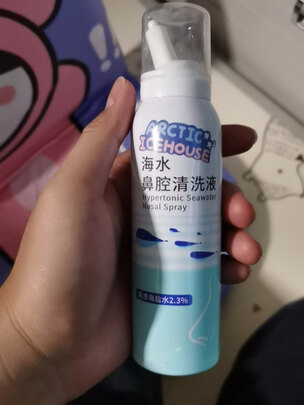 ARCTIC
ICEHOUSE
海水
鼻腔清洗液
Hypertonic Seawater
Nasal Spray
高渗海盐水2.3%